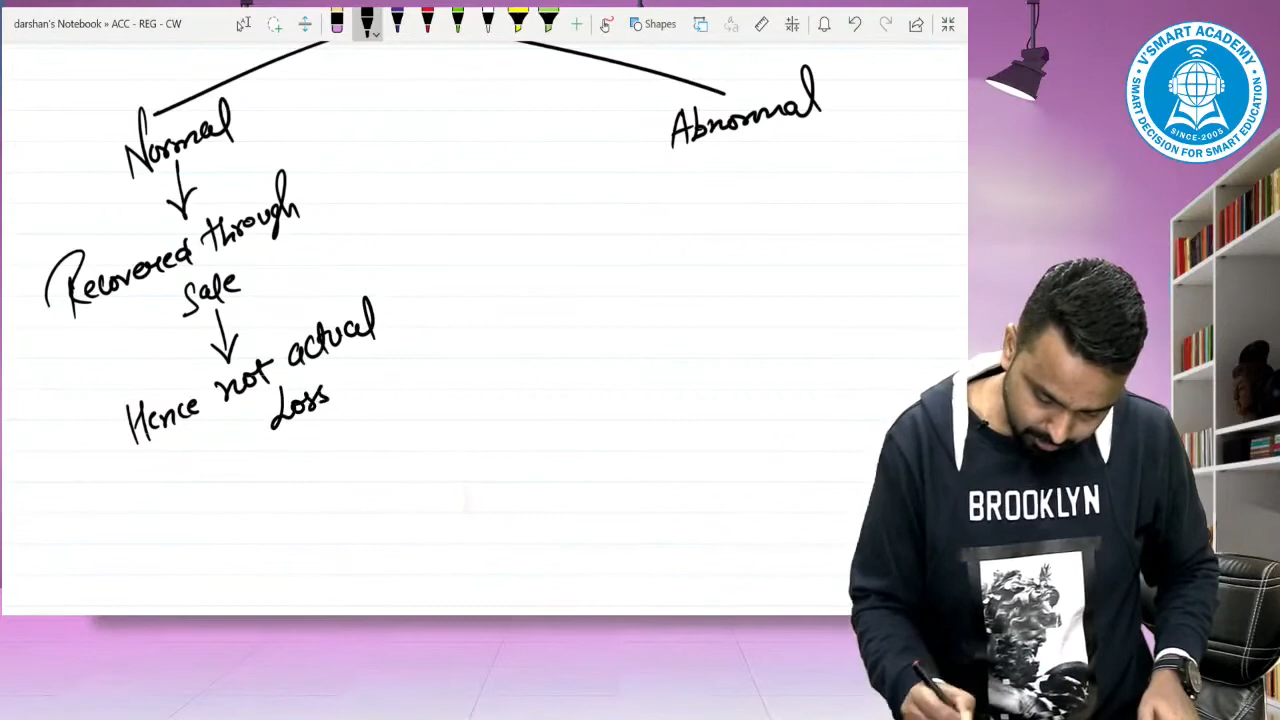 darshan's Notebook » ACC - REG - CW
Shapes
Normal
Abnormal
Recovered through
Sale
Hence not actual
Loss
V'SMART ACADEMY
SINCE-2005
SMART DECISION FOR SMART EDUCATION
BROOKLYN